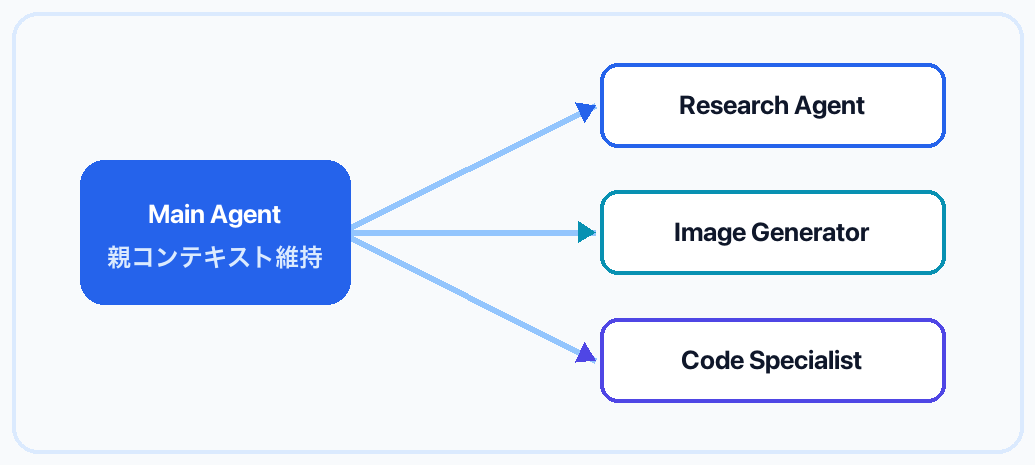 Main Agent
親コンテキスト維持
Research Agent
Image Generator
Code Specialist